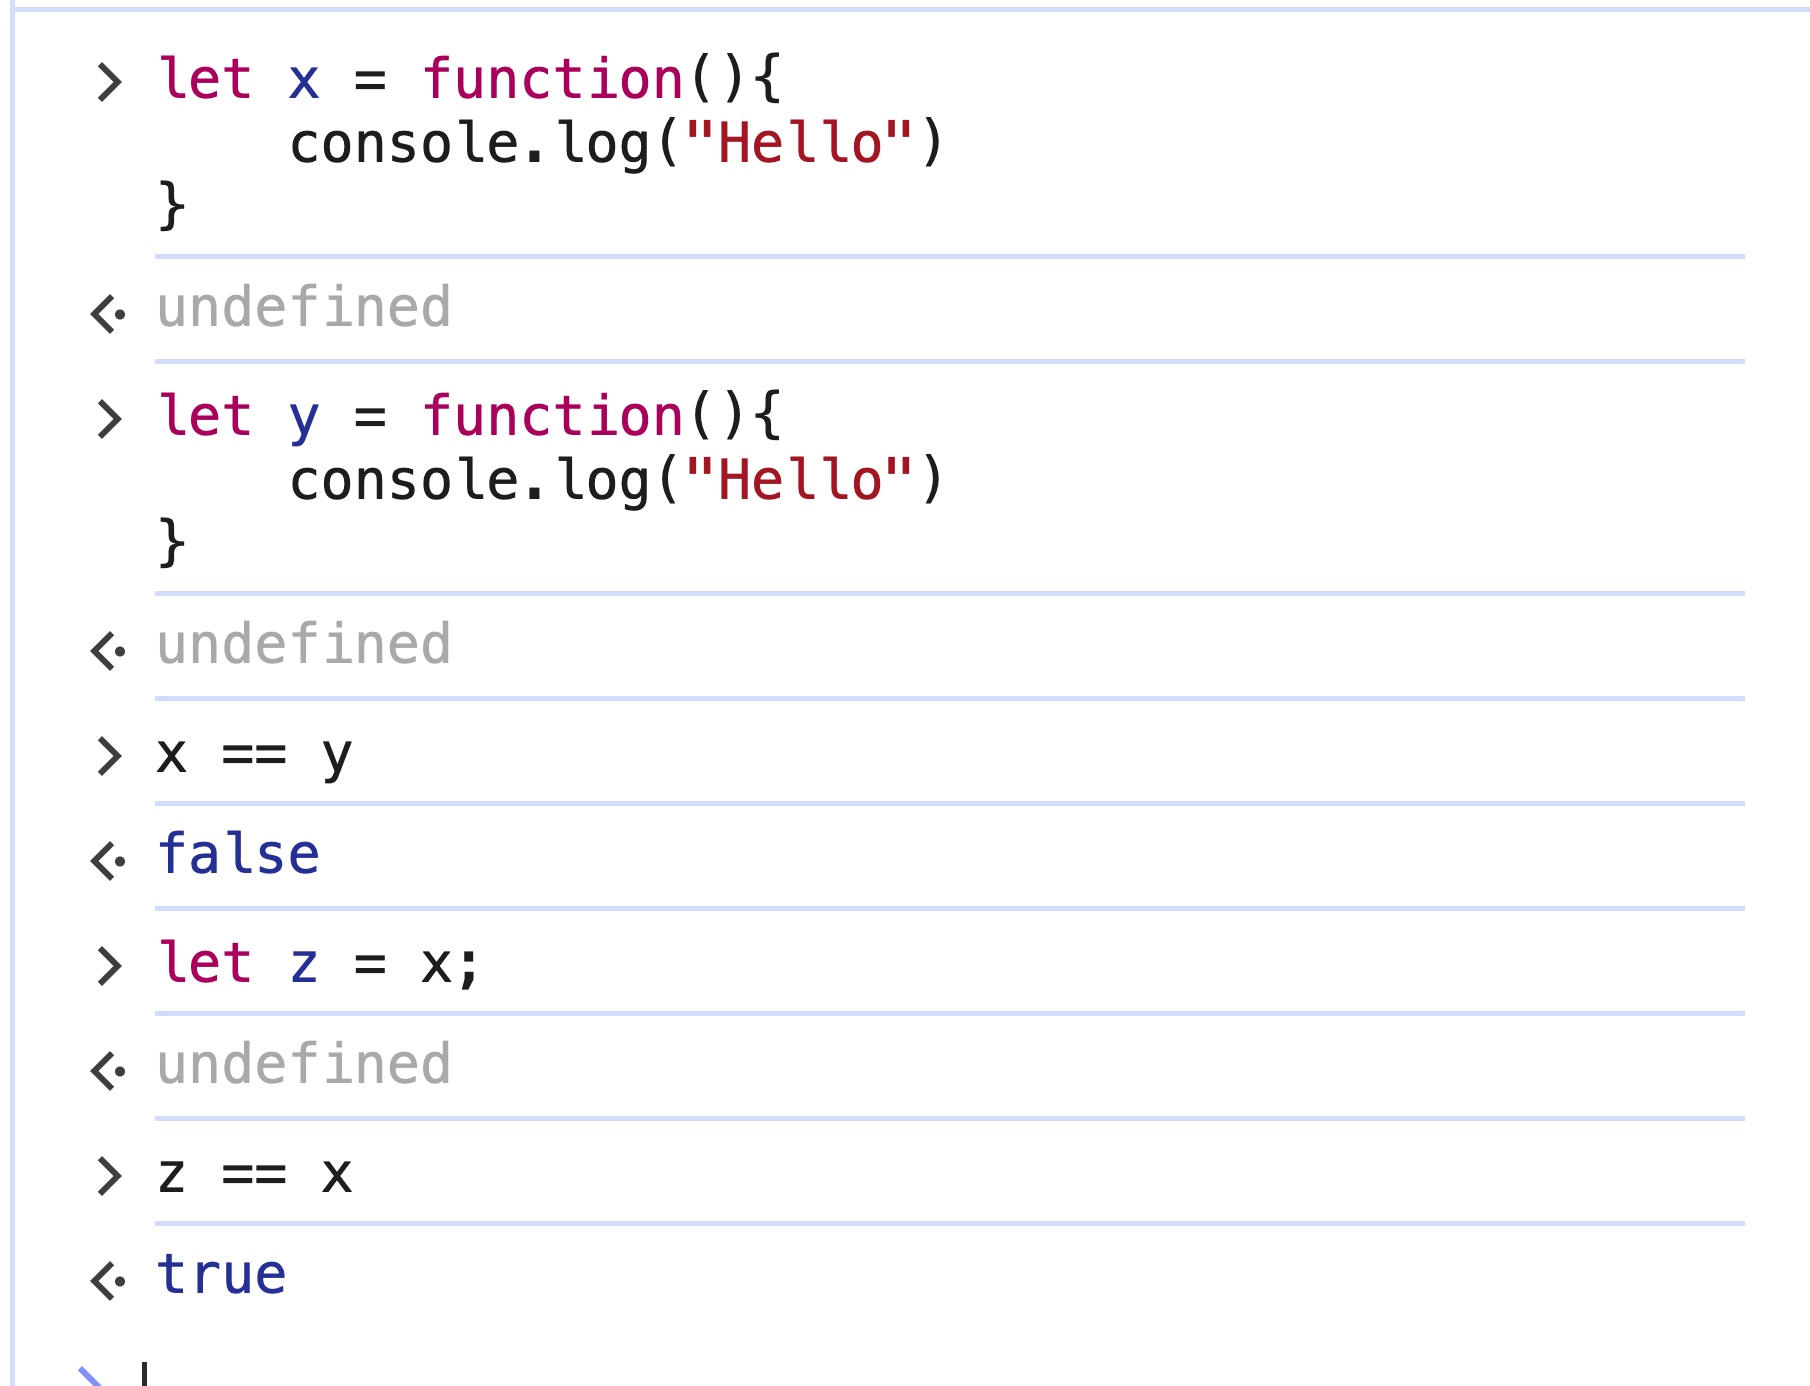 > let x = function(){
    console.log("Hello")
}
undefined
> let y = function(){
    console.log("Hello")
}
undefined
> x == y
false
> let z = x;
undefined
> z == x
true